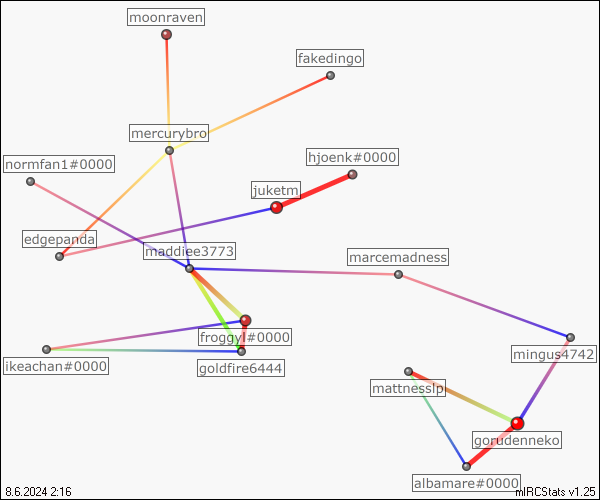 moonraven
fakedingo
mercurybro
hjoenk#0000
normfan1#0000
juketm
edgepanda
maddiee3773
marcemadness
froggyl#0000
mingus4742
ikeachan#0000
goldfire6444
mattnesslp
gorudenneko
albamare#0000
8.6.2024 2:16
mIRCStats v1.25